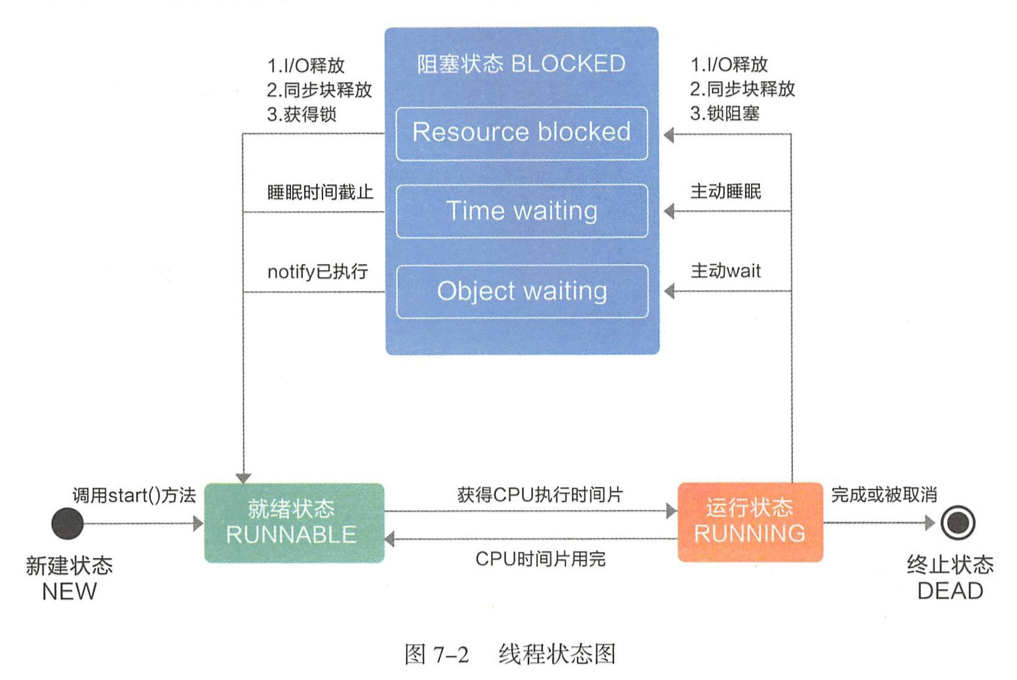 阻塞状态 BLOCKED
1.I/O释放
2.同步块释放
3.获得锁
Resource blocked
1.I/O释放
2.同步块释放
3.锁阻塞
睡眠时间截止
Time waiting
主动睡眠
notify已执行
Object waiting
主动wait
调用start()方法
新建状态
NEW
就绪状态
RUNNABLE
获得CPU执行时间片
CPU时间片用完
运行状态
RUNNING
完成或被取消
终止状态
DEAD
图 7-2 线程状态图